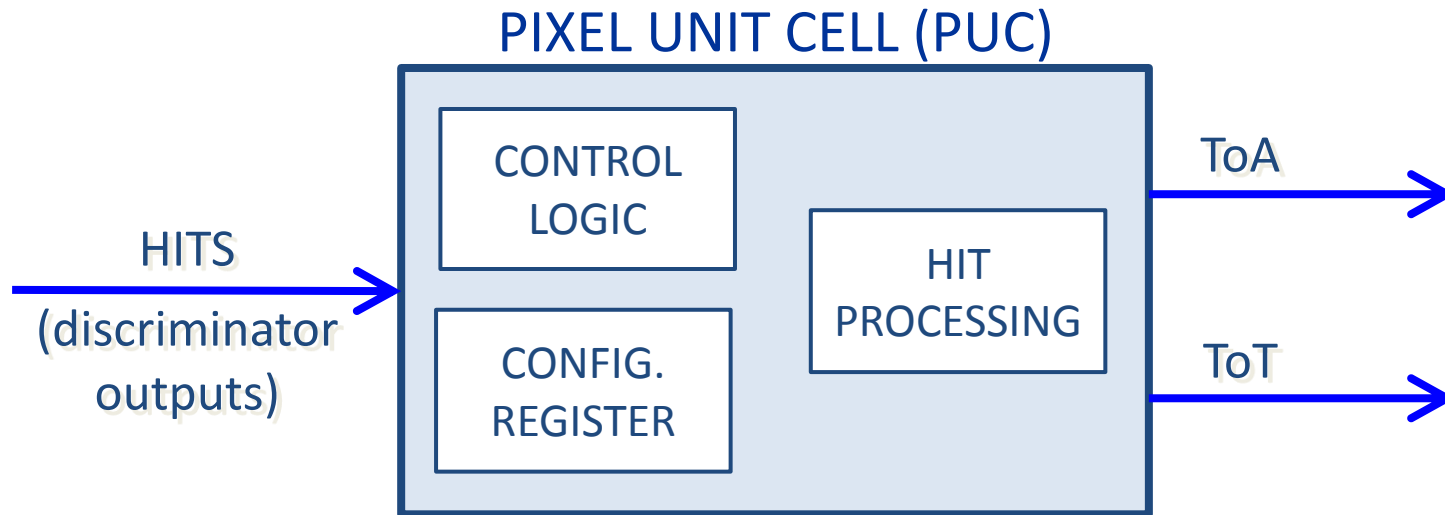 PIXEL UNIT CELL (PUC)
HITS
(discriminator
outputs)
CONTROL
LOGIC
CONFIG.
REGISTER
HIT
PROCESSING
ToA
ToT